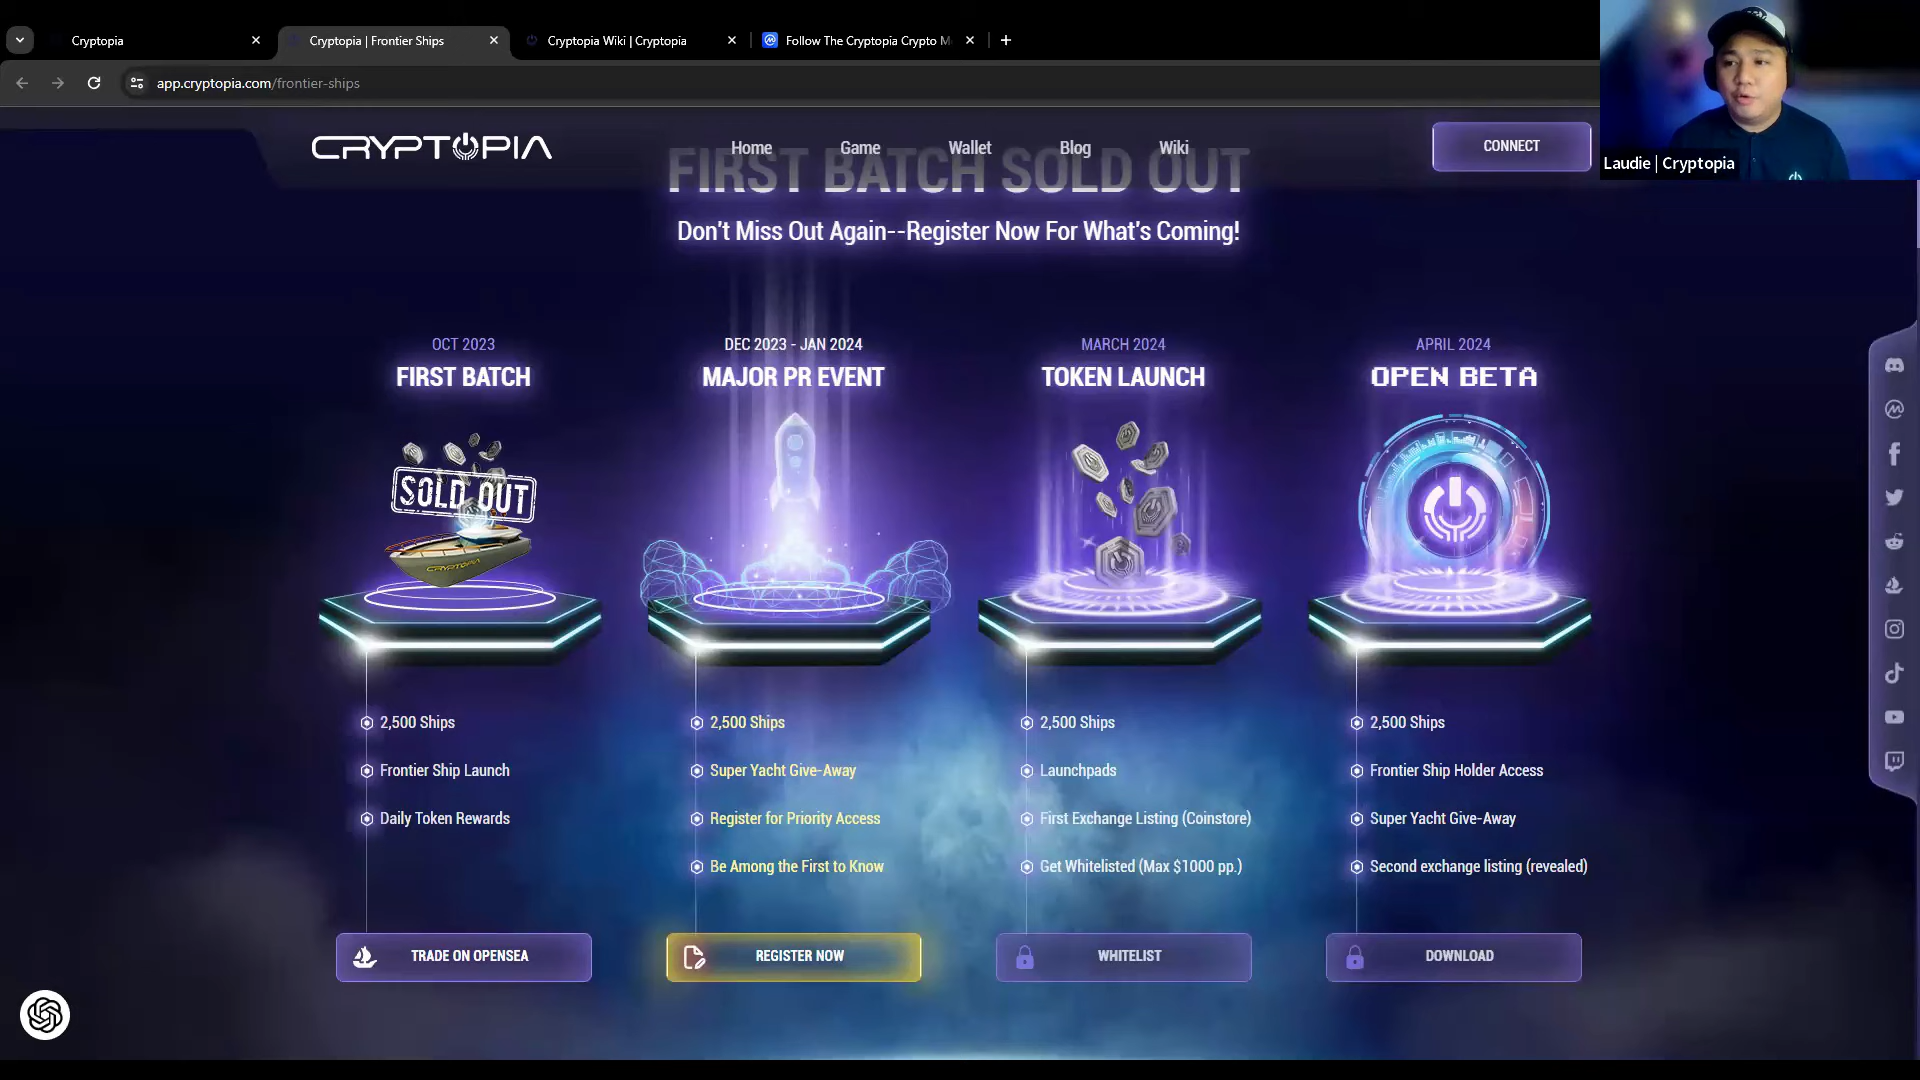 Cryptopia
Cryptopia | Frontier Ships
Cryptopia Wiki | Cryptopia
Follow The Cryptopia Crypto M
app.cryptopia.com/frontier-ships
CRYPTOPIA
Home
Game
Wallet
Blog
Wiki
CONNECT
Laudie | Cryptopia
FIRST BATCH SOLD OUT
Don't Miss Out Again--Register Now For What's Coming!
OCT 2023
FIRST BATCH
SOLD OUT
CRYPTOPIA
2,500 Ships
Frontier Ship Launch
Daily Token Rewards
TRADE ON OPENSEA
DEC 2023 - JAN 2024
MAJOR PR EVENT
2,500 Ships
Super Yacht Give-Away
Register for Priority Access
Be Among the First to Know
REGISTER NOW
MARCH 2024
TOKEN LAUNCH
2,500 Ships
Launchpads
First Exchange Listing (Coinstore)
Get Whitelisted (Max $1000 pp.)
WHITELIST
APRIL 2024
OPEN BETA
2,500 Ships
Frontier Ship Holder Access
Super Yacht Give-Away
Second exchange listing (revealed)
DOWNLOAD